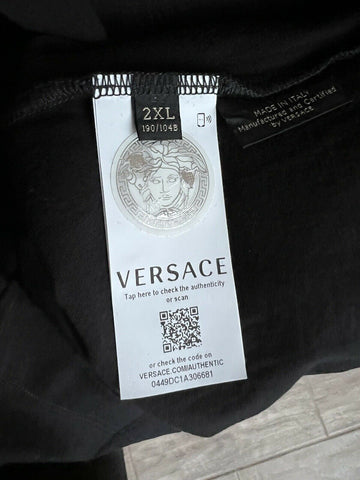 2XL
190/104B
MADE IN ITALY
Manufactured and Certified
by VERSACE
VERSACE
Tap here to check the authenticity
or scan
or check the code on
VERSACE.COM/AUTHENTIC
0449DC1A306681